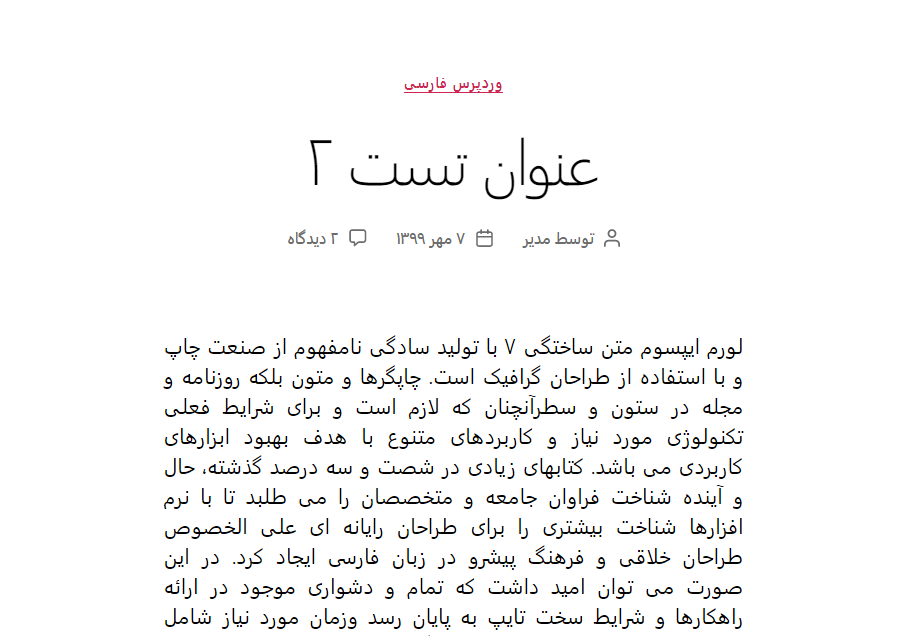 وردپرس فارسی
عنوان تست ۲
توسط مدیر ۷ مهر ۱۳۹۹ ۲ دیدگاه
لورم ایپسوم متن ساختگی ۷ با تولید سادگی نامفهوم از صنعت چاپ
و با استفاده از طراحان گرافیک است. چاپگرها و متون بلکه روزنامه و
مجله در ستون و سطرآنچنان که لازم است و برای شرایط فعلی
تکنولوژی مورد نیاز و کاربردهای متنوع با هدف بهبود ابزارهای
کاربردی می باشد. کتابهای زیادی در شصت و سه درصد گذشته، حال
و آینده شناخت فراوان جامعه و متخصصان را می طلبد تا با نرم
افزارها شناخت بیشتری را برای طراحان رایانه ای علی الخصوص
طراحان خلاقی و فرهنگ پیشرو در زبان فارسی ایجاد کرد. در این
صورت می توان امید داشت که تمام و دشواری موجود در ارائه
راهکارها و شرایط سخت تایپ به پایان رسد وزمان مورد نیاز شامل